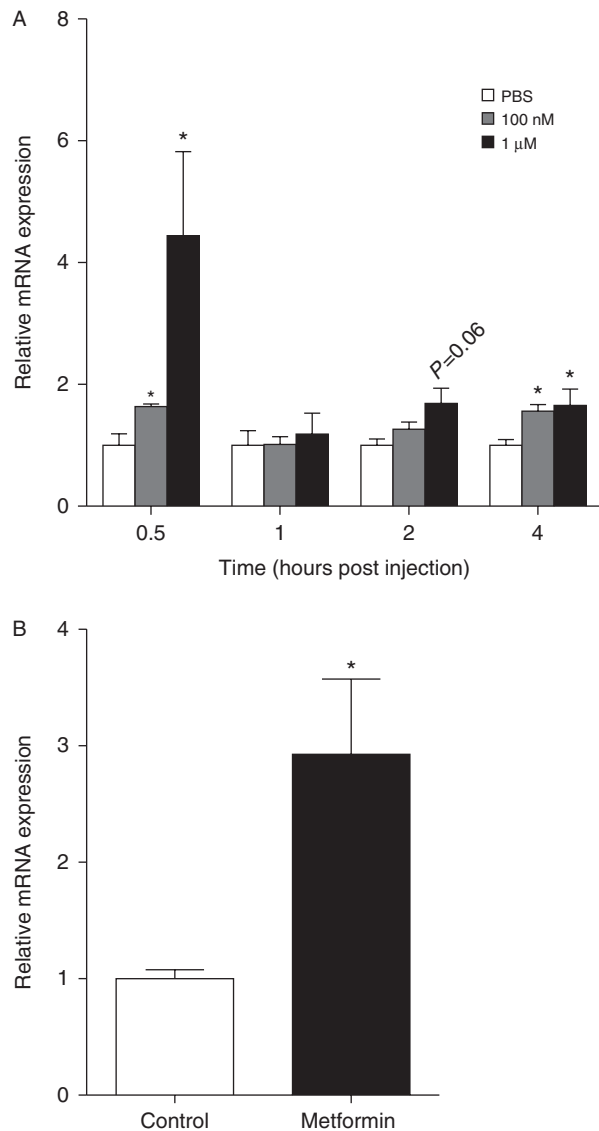 A
8
6
4
2
0
Relative mRNA expression
PBS
100 nM
1 µM
*
*
P=0.06
*
*
0.5
1
2
4
Time (hours post injection)
B
4
3
2
1
0
Relative mRNA expression
*
Control
Metformin